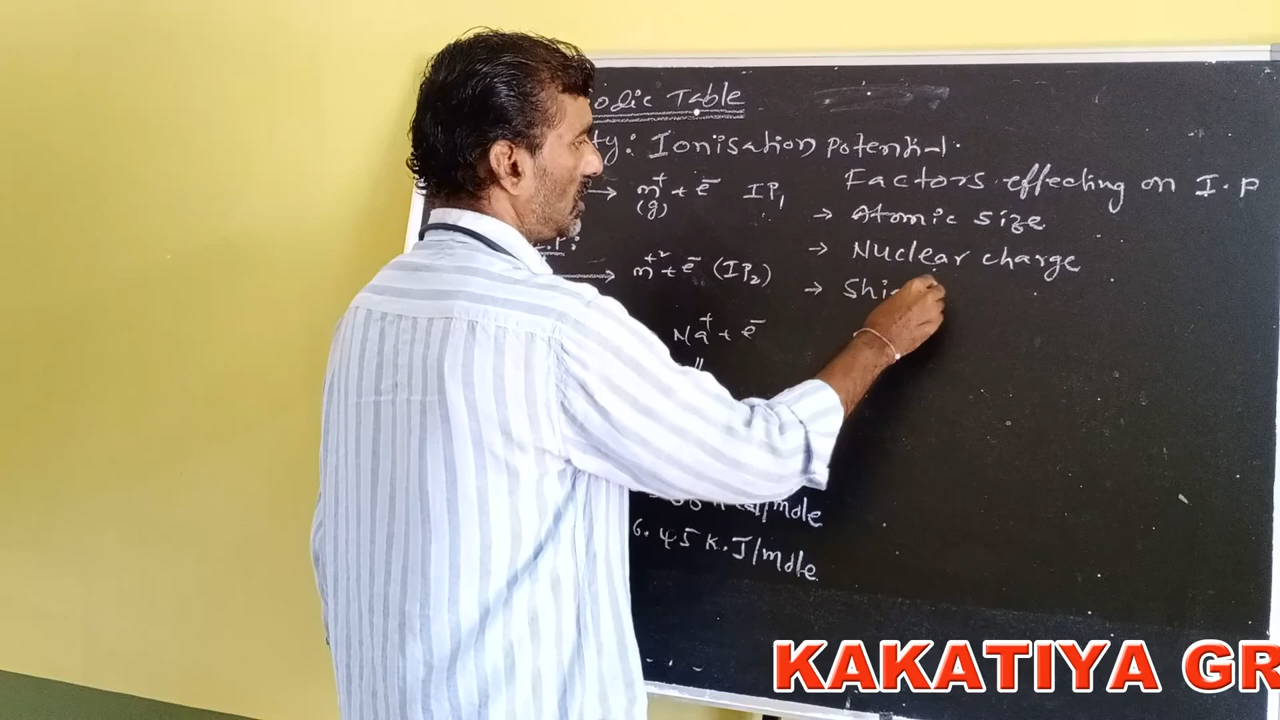 odic Table
ty: Ionisation potential.
→ m⁺ + e⁻ IP₁
(g)
I.P:
→ m⁺² + e⁻ (IP₂)
Na⁺ + e⁻
"
/mole
6.45 K.J/mole
Factors effecting on I.P
→ Atomic size
→ Nuclear charge
→ Shi
KAKATIYA GR